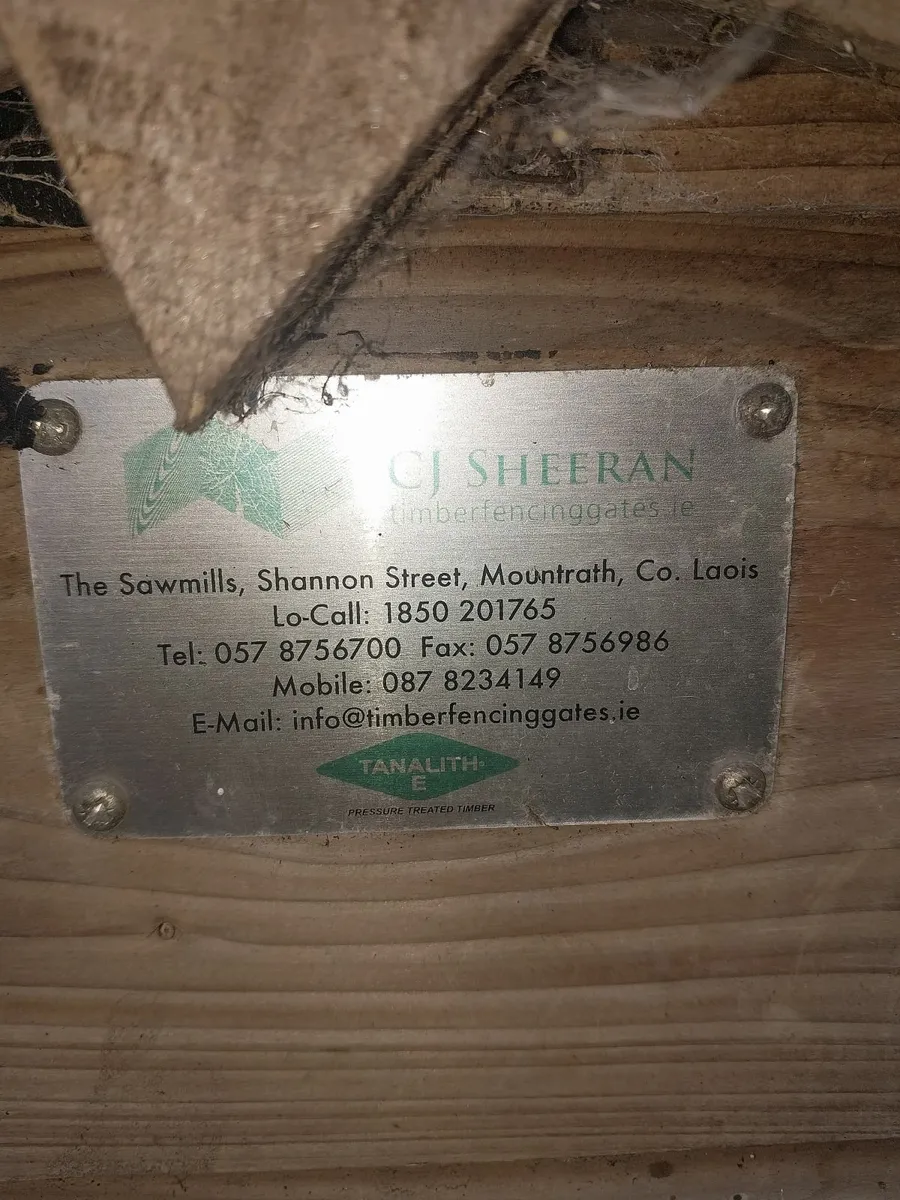 CJ SHEERAN
timberfencinggates.ie
The Sawmills, Shannon Street, Mountrath, Co. Laois
Lo-Call: 1850 201765
Tel: 057 8756700 Fax: 057 8756986
Mobile: 087 8234149
E-Mail: info@timberfencinggates.ie
TANALITH®
E
PRESSURE TREATED TIMBER